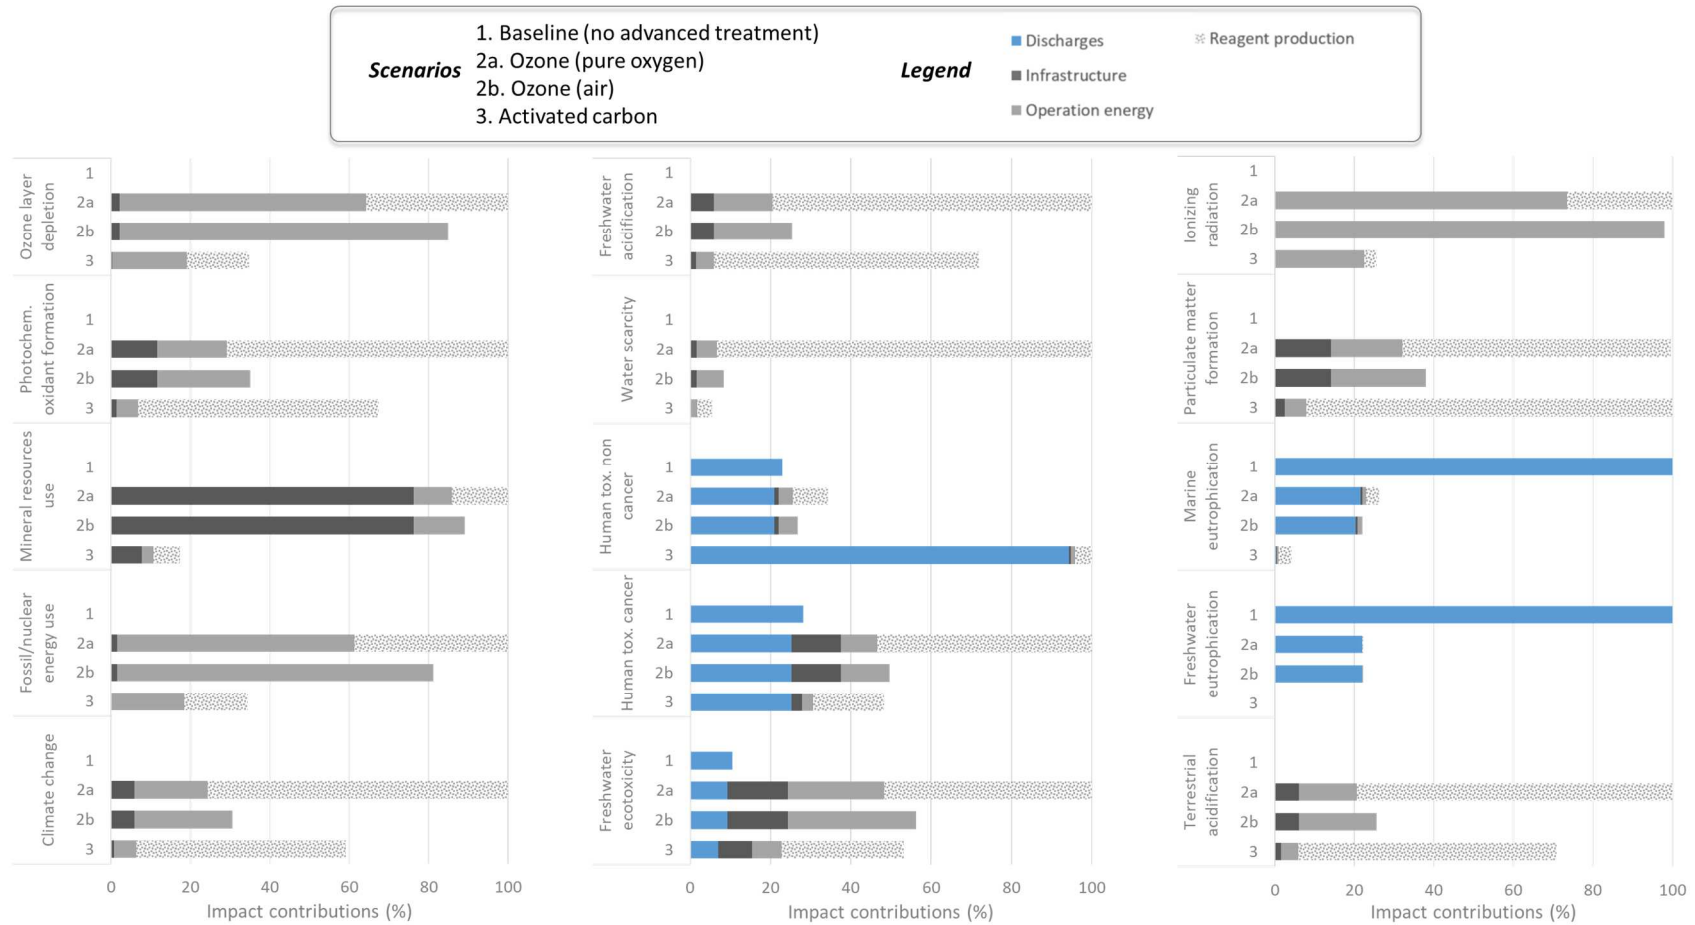 Scenarios
1. Baseline (no advanced treatment)
2a. Ozone (pure oxygen)
2b. Ozone (air)
3. Activated carbon
Legend
Discharges
Infrastructure
Operation energy
Reagent production
Ozone layer
depletion
1
2a
2b
3
Photochem.
oxidant formation
1
2a
2b
3
Mineral resources
use
1
2a
2b
3
Fossil/nuclear
energy use
1
2a
2b
3
Climate change
1
2a
2b
3
0 20 40 60 80 100
Impact contributions (%)
Freshwater
acidification
1
2a
2b
3
Water scarcity
1
2a
2b
3
Human tox. non
cancer
1
2a
2b
3
Human tox. cancer
1
2a
2b
3
Freshwater
ecotoxicity
1
2a
2b
3
0 20 40 60 80 100
Impact contributions (%)
Ionizing
radiation
1
2a
2b
3
Particulate matter
formation
1
2a
2b
3
Marine
eutrophication
1
2a
2b
3
Freshwater
eutrophication
1
2a
2b
3
Terrestrial
acidification
1
2a
2b
3
0 20 40 60 80 100
Impact contributions (%)